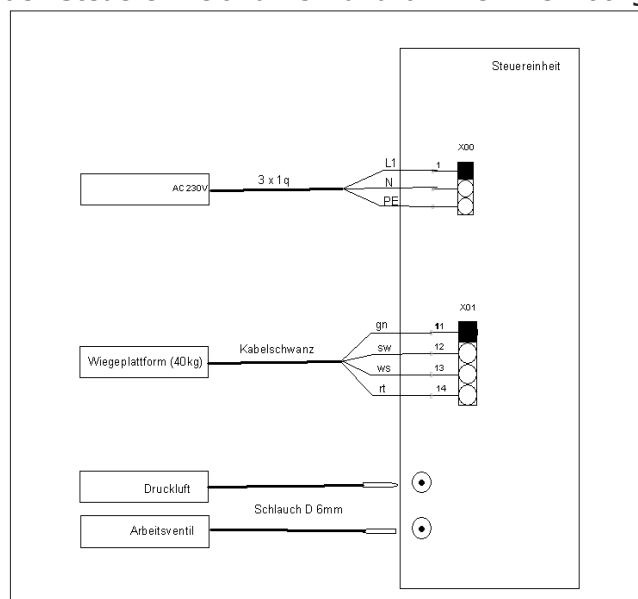 Steuereinheit
X00
AC 230V
3 x 1q
L1
1
N
PE
X01
Wiegeplattform (40kg)
Kabelschwanz
gn
11
sw
12
ws
13
rt
14
Druckluft
Schlauch D 6mm
Arbeitsventil